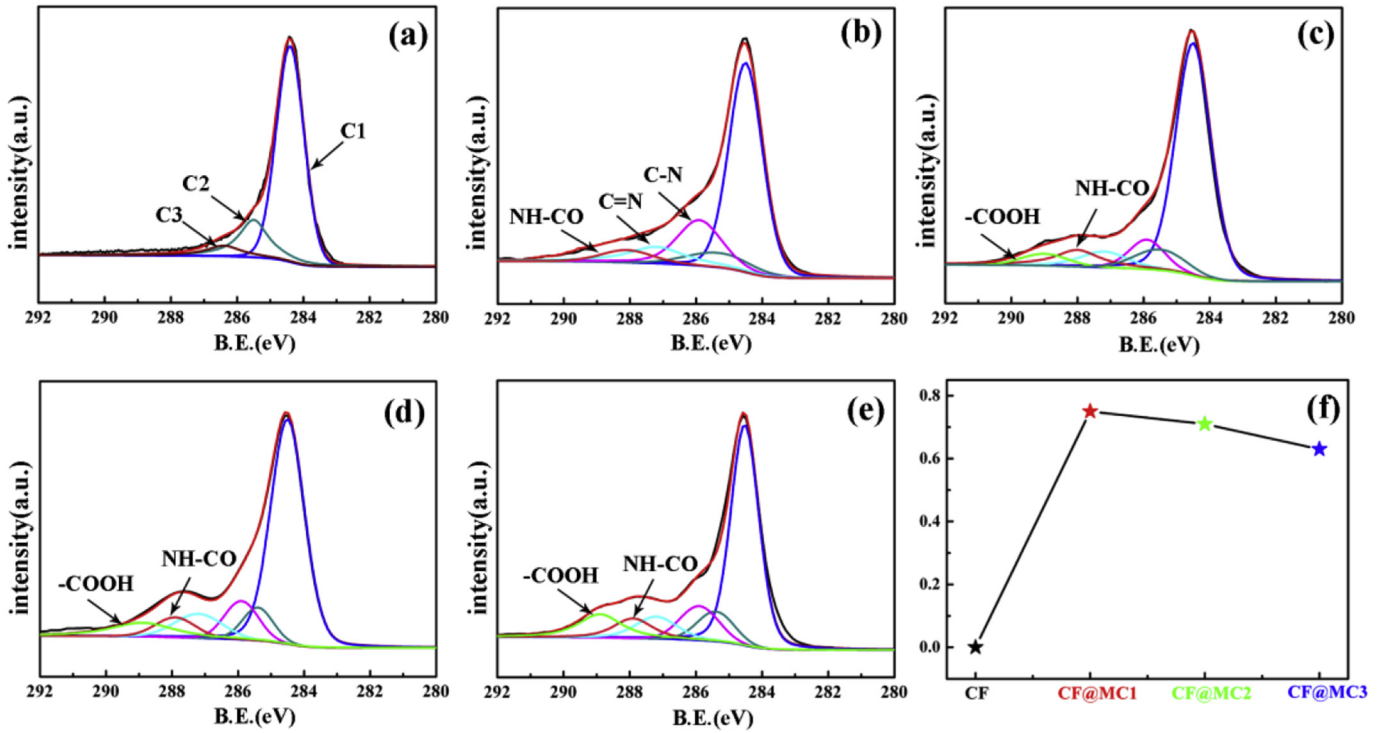 (a)
C1
C2
C3
intensity(a.u.)
292 290 288 286 284 282 280
B.E.(eV)
(b)
C-N
C=N
NH-CO
intensity(a.u.)
292 290 288 286 284 282 280
B.E.(eV)
(c)
NH-CO
-COOH
intensity(a.u.)
292 290 288 286 284 282 280
B.E.(eV)
(d)
NH-CO
-COOH
intensity(a.u.)
292 290 288 286 284 282 280
B.E.(eV)
(e)
NH-CO
-COOH
intensity(a.u.)
292 290 288 286 284 282 280
B.E.(eV)
(f)
0.8
0.6
0.4
0.2
0.0
CF CF@MC1 CF@MC2 CF@MC3